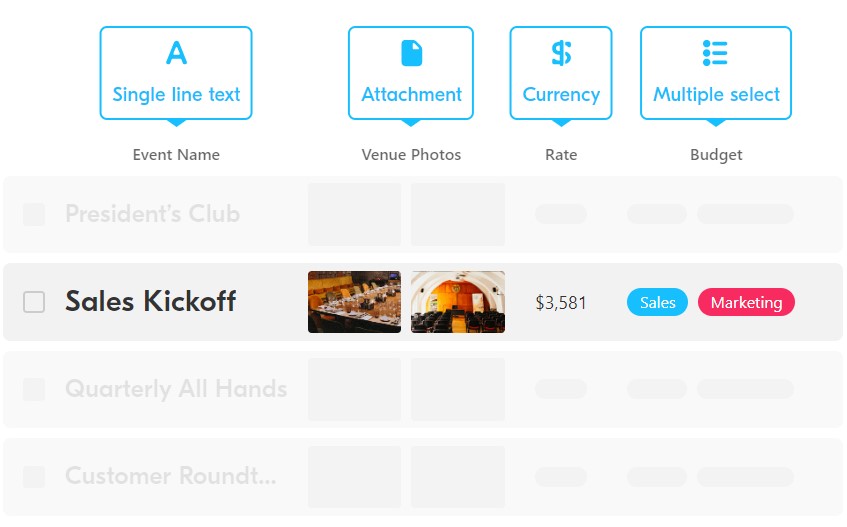 Single line text
Attachment
Currency
Multiple select
Event Name
Venue Photos
Rate
Budget
President's Club
Sales Kickoff
$3,581
Sales
Marketing
Quarterly All Hands
Customer Roundt...